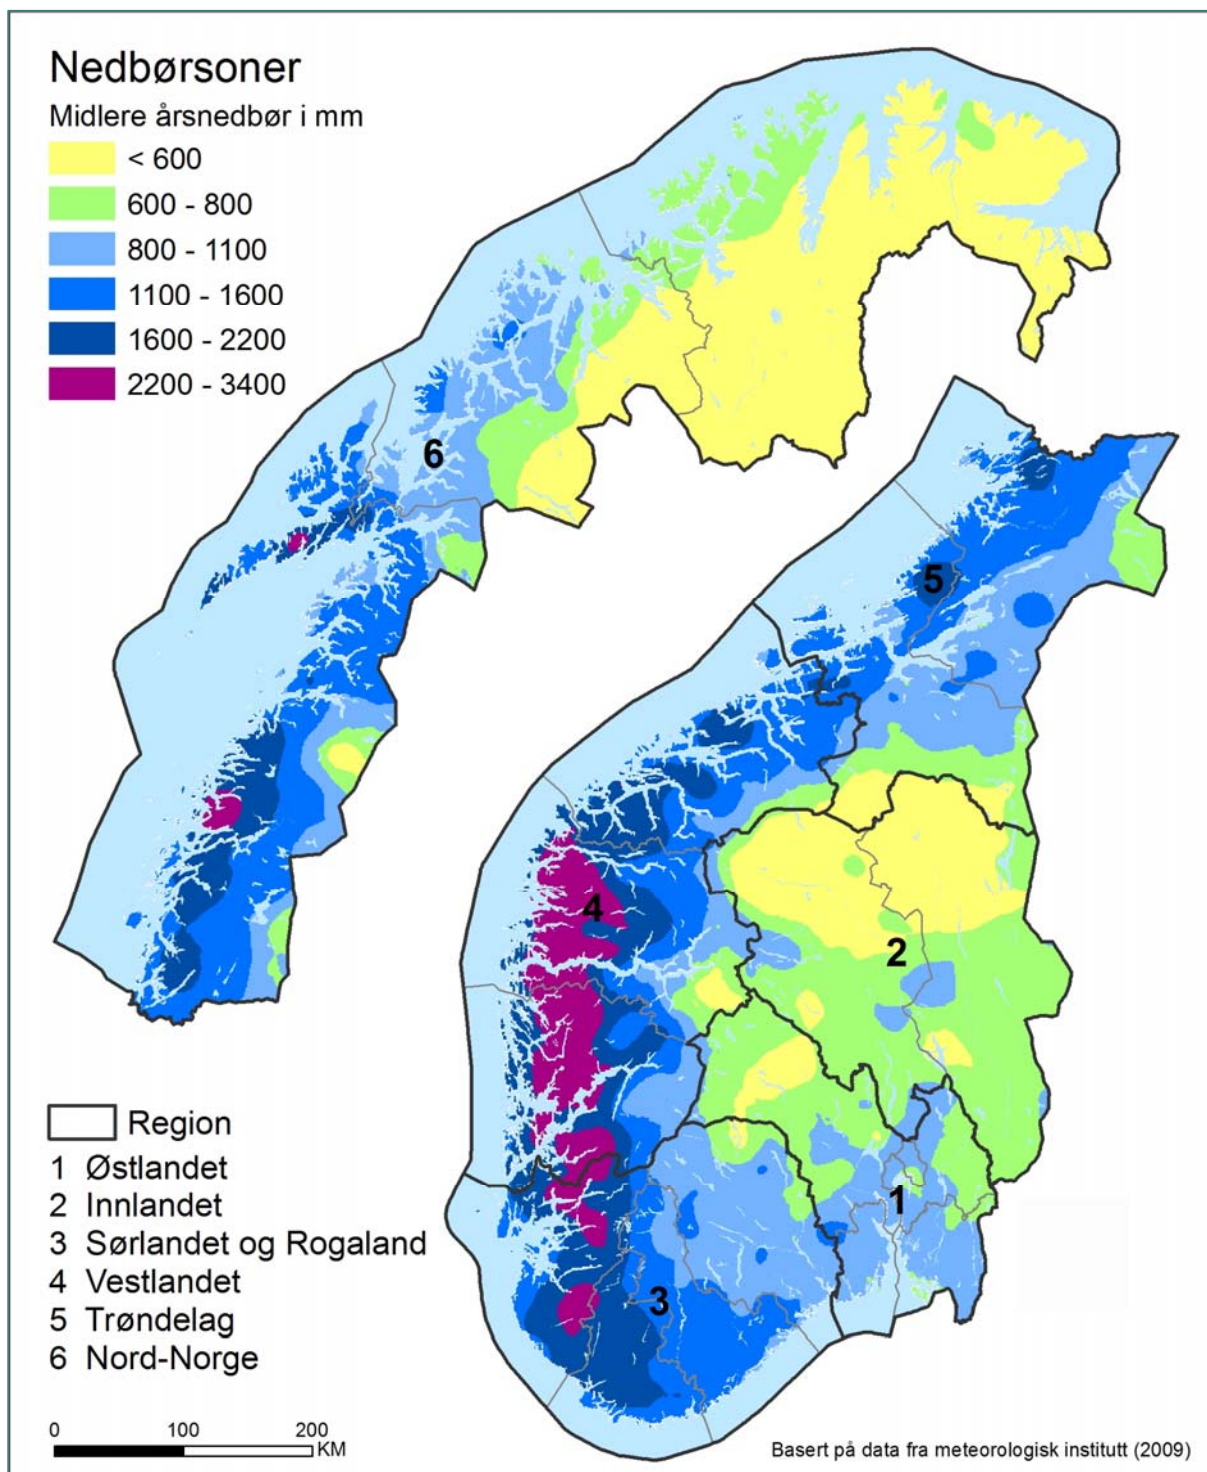 Nedbørsoner
Midlere årsnedbør i mm
< 600
600 - 800
800 - 1100
1100 - 1600
1600 - 2200
2200 - 3400
6
5
4
2
1
3
Region
1 Østlandet
2 Innlandet
3 Sørlandet og Rogaland
4 Vestlandet
5 Trøndelag
6 Nord-Norge
0 100 200
KM
Basert på data fra meteorologisk institutt (2009)